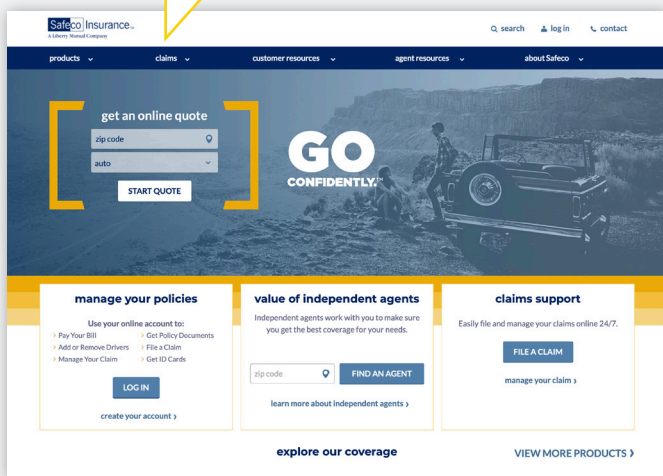 Safeco Insurance™
A Liberty Mutual Company
search
log in
contact
products
claims
customer resources
agent resources
about Safeco
get an online quote
zip code
auto
START QUOTE
GO
CONFIDENTLY.™
manage your policies
Use your online account to:
> Pay Your Bill
> Add or Remove Drivers
> Manage Your Claim
> Get Policy Documents
> File a Claim
> Get ID Cards
LOG IN
create your account ›
value of independent agents
Independent agents work with you to make sure
you get the best coverage for your needs.
zip code
FIND AN AGENT
learn more about independent agents ›
claims support
Easily file and manage your claims online 24/7.
FILE A CLAIM
manage your claim ›
explore our coverage
VIEW MORE PRODUCTS ›